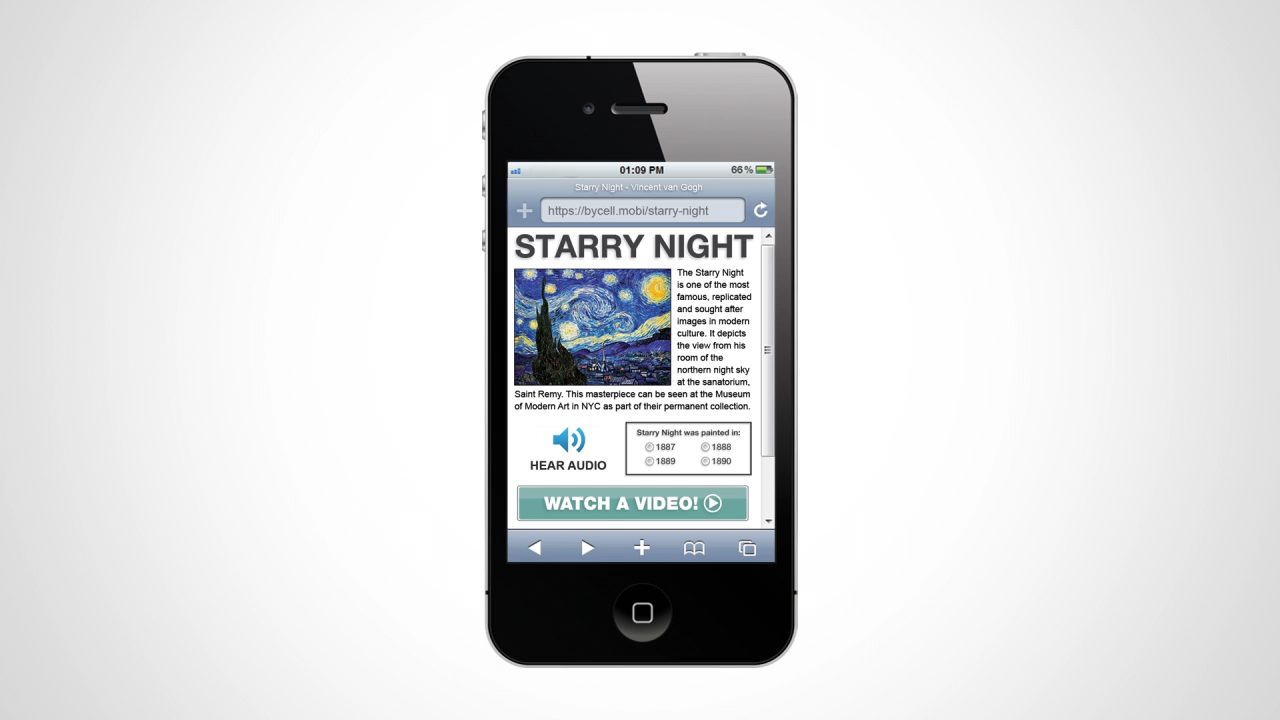 01:09 PM 66%
Starry Night - Vincent van Gogh
https://bycell.mobi/starry-night
STARRY NIGHT
The Starry Night
is one of the most
famous, replicated
and sought after
images in modern
culture. It depicts
the view from his
room of the
northern night sky
at the sanatorium,
Saint Remy. This masterpiece can be seen at the Museum
of Modern Art in NYC as part of their permanent collection.
HEAR AUDIO
Starry Night was painted in:
1887 1888
1889 1890
WATCH A VIDEO!